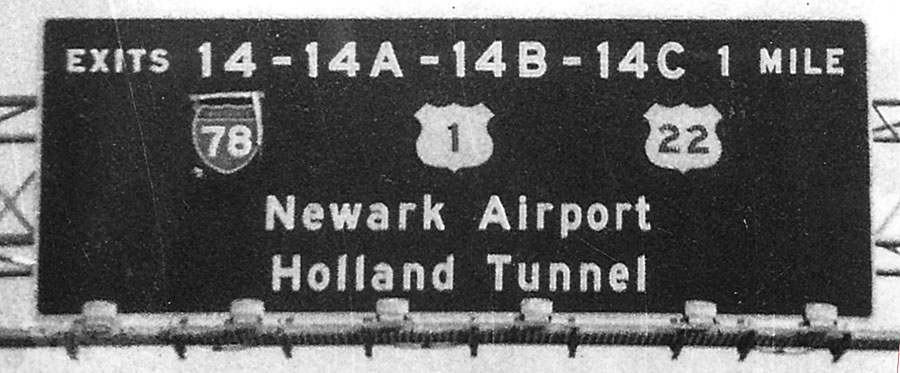 EXITS 14-14A-14B-14C 1 MILE
78 1 22
Newark Airport
Holland Tunnel